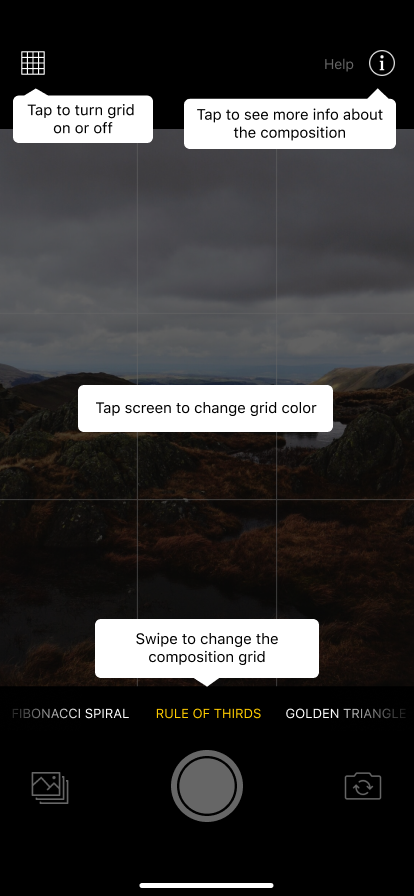 Help
Tap to turn grid
on or off
Tap to see more info about
the composition
Tap screen to change grid color
Swipe to change the
composition grid
FIBONACCI SPIRAL
RULE OF THIRDS
GOLDEN TRIANGLE